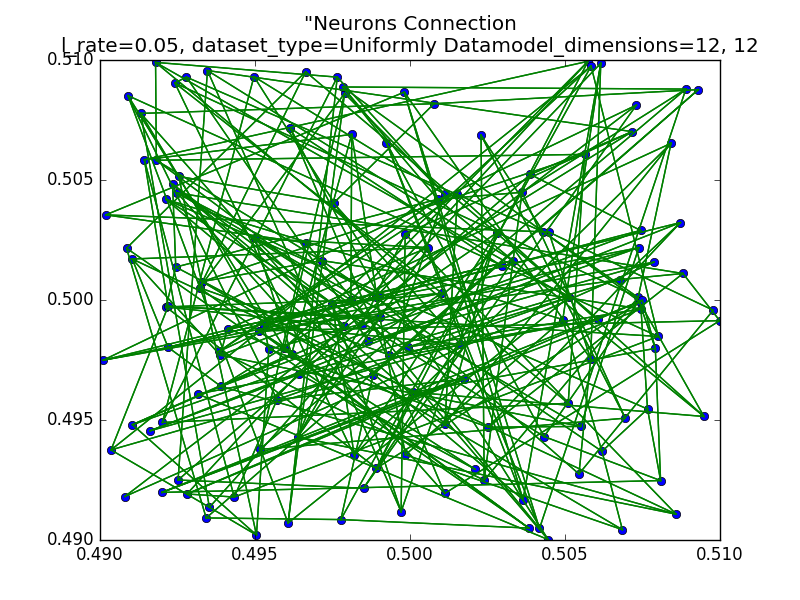 "Neurons Connection
l_rate=0.05, dataset_type=Uniformly Datamodel_dimensions=12, 12
0.510
0.505
0.500
0.495
0.490
0.490 0.495 0.500 0.505 0.510